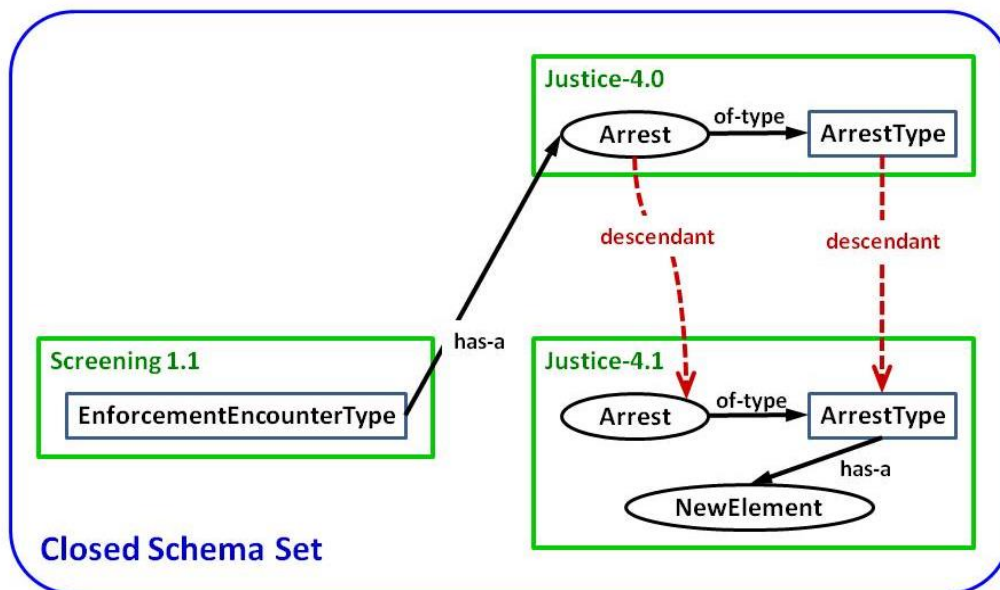 Justice-4.0
Arrest
of-type
ArrestType
descendant
descendant
has-a
Screening 1.1
EnforcementEncounterType
Justice-4.1
Arrest
of-type
ArrestType
has-a
NewElement
Closed Schema Set